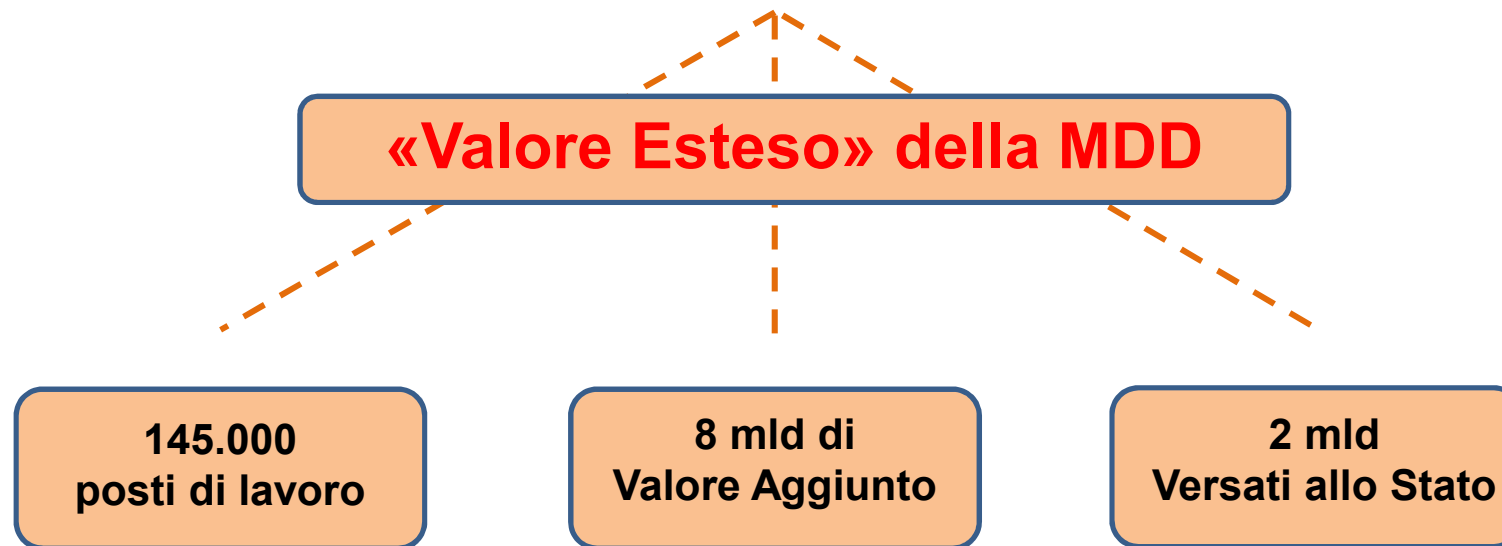 «Valore Esteso» della MDD
145.000
posti di lavoro
8 mld di
Valore Aggiunto
2 mld
Versati allo Stato